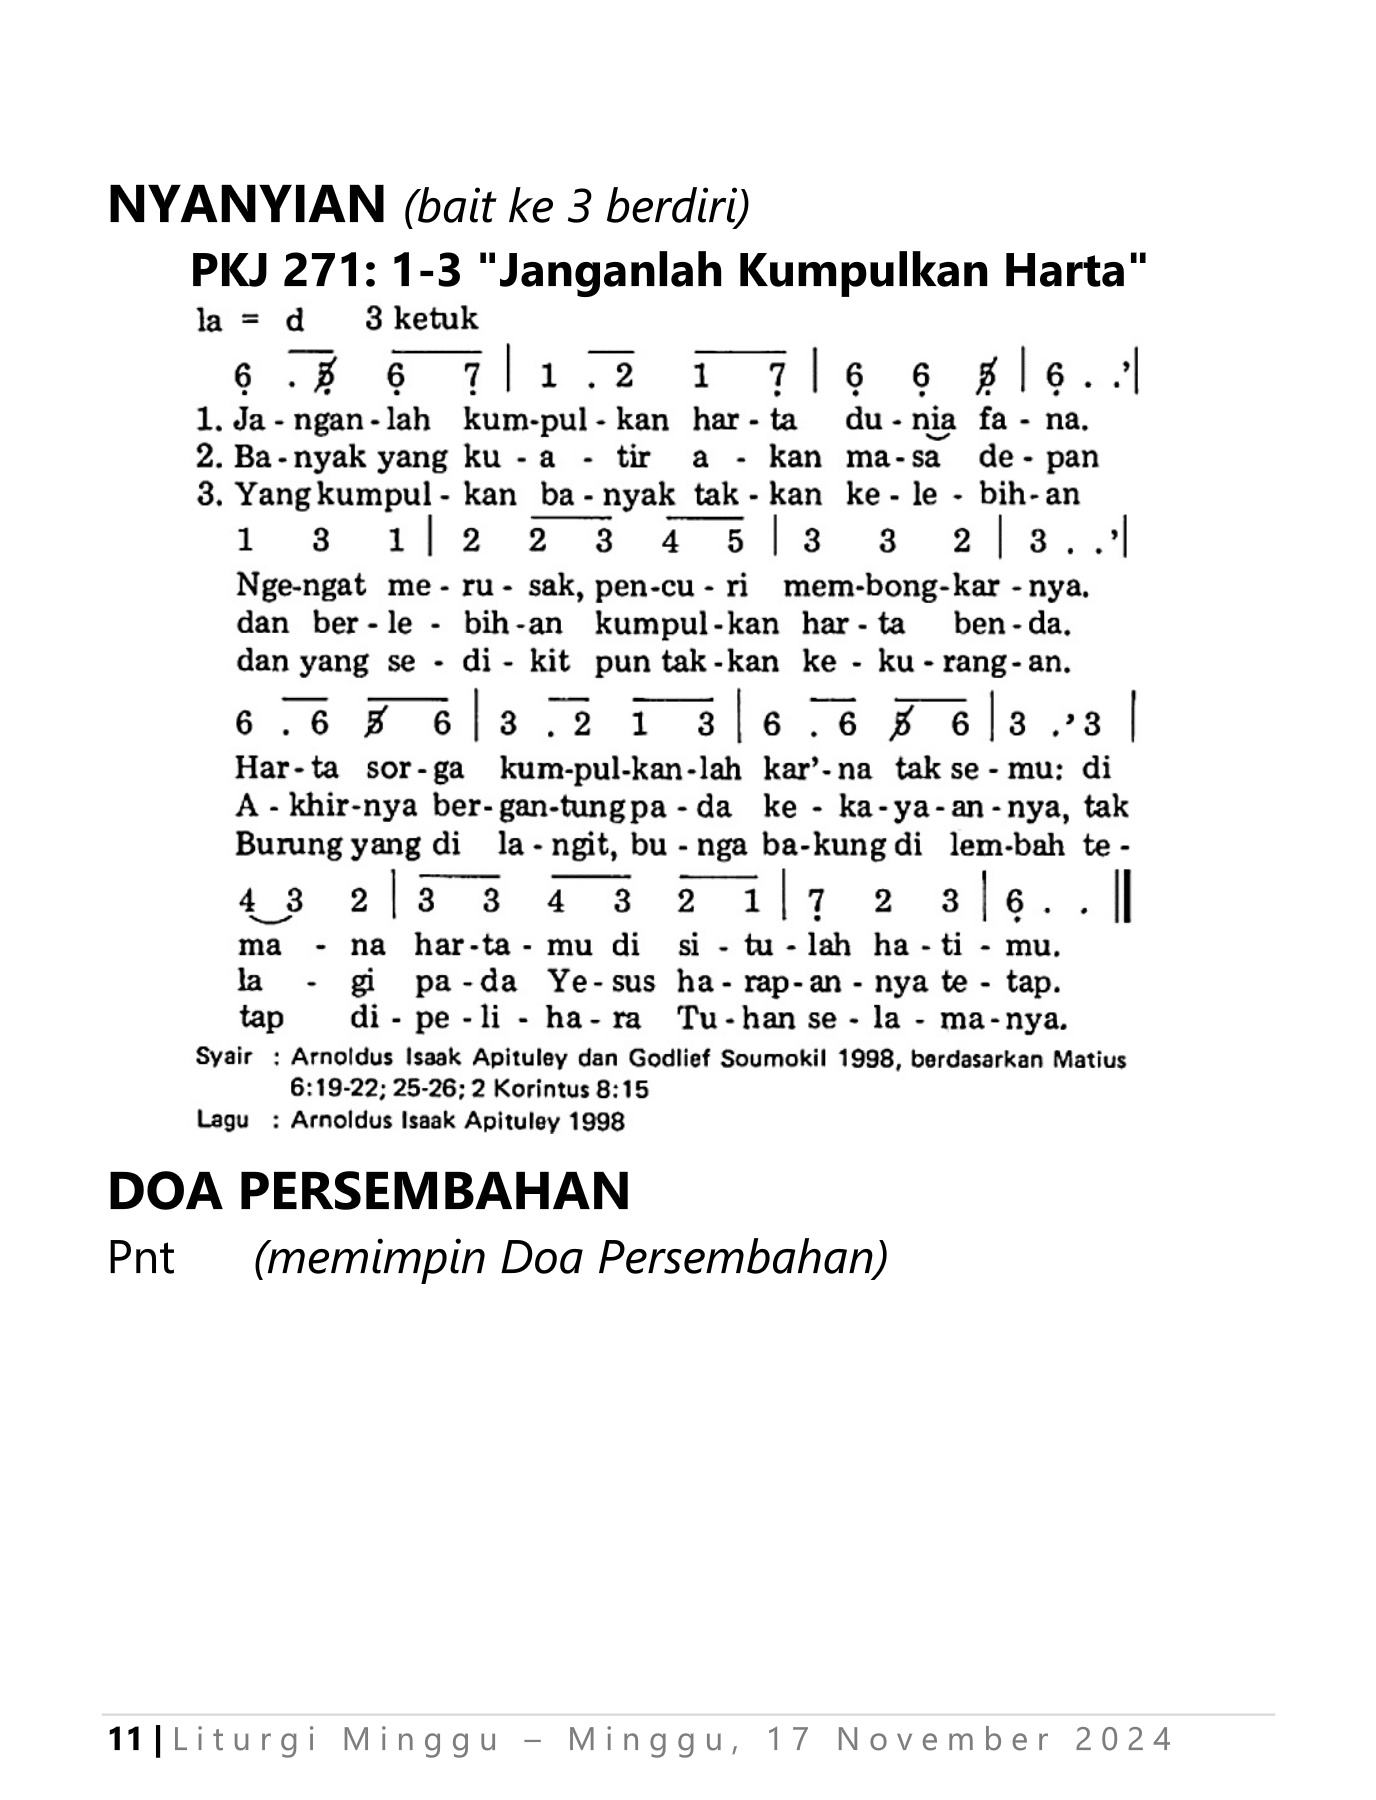 NYANYIAN (bait ke 3 berdiri)
PKJ 271: 1-3 "Janganlah Kumpulkan Harta"
la = d 3 ketuk
6̣ . 5̸̣ 6̣ 7̣ | 1 . 2 1 7̣ | 6̣ 6̣ 5̸̣ | 6̣ . .’|
1. Ja - ngan - lah kum-pul - kan har - ta du - nia fa - na.
2. Ba - nyak yang ku - a - tir a - kan ma - sa de - pan
3. Yang kumpul - kan ba - nyak tak - kan ke - le - bih - an
1 3 1 | 2 2 3 4 5 | 3 3 2 | 3 . .’|
Nge-ngat me - ru - sak, pen-cu - ri mem-bong-kar - nya.
dan ber - le - bih - an kumpul - kan har - ta ben - da.
dan yang se - di - kit pun tak - kan ke - ku - rang - an.
6 . 6 5̸ 6 | 3 . 2 1 3 | 6 . 6 5̸ 6 | 3 .’ 3 |
Har - ta sor - ga kum-pul-kan-lah kar’- na tak se - mu: di
A - khir-nya ber - gan-tung pa - da ke - ka - ya - an - nya, tak
Burung yang di la - ngit, bu - nga ba-kung di lem-bah te -
4 3 2 | 3 3 4 3 2 1 | 7̣ 2 3 | 6̣ . . ||
ma - na har - ta - mu di si - tu - lah ha - ti - mu.
la - gi pa - da Ye - sus ha - rap - an - nya te - tap.
tap di - pe - li - ha - ra Tu - han se - la - ma - nya.
Syair : Arnoldus Isaak Apituley dan Godlief Soumokil 1998, berdasarkan Matius
6:19-22; 25-26; 2 Korintus 8:15
Lagu : Arnoldus Isaak Apituley 1998
DOA PERSEMBAHAN
Pnt (memimpin Doa Persembahan)
11 | Liturgi Minggu – Minggu, 17 November 2024